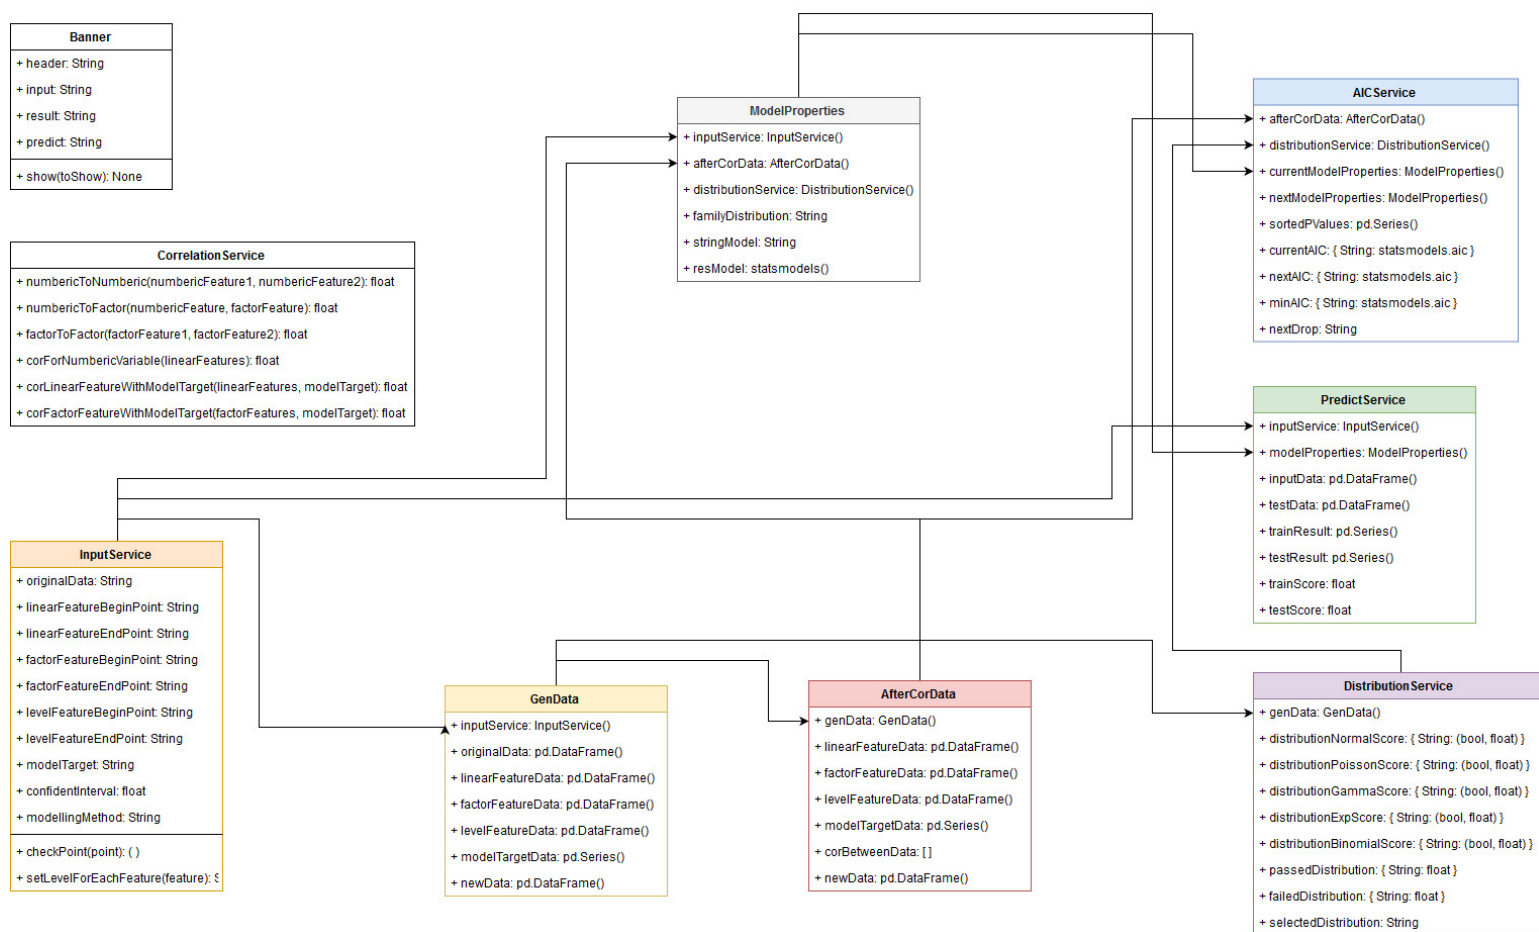 Banner
+ header: String
+ input: String
+ result: String
+ predict: String
+ show(toShow): None
CorrelationService
+ numbericToNumberic(numbericFeature1, numbericFeature2): float
+ numbericToFactor(numbericFeature, factorFeature): float
+ factorToFactor(factorFeature1, factorFeature2): float
+ corForNumbericVariable(linearFeatures): float
+ corLinearFeatureWithModelTarget(linearFeatures, modelTarget): float
+ corFactorFeatureWithModelTarget(factorFeatures, modelTarget): float
ModelProperties
+ inputService: InputService()
+ afterCorData: AfterCorData()
+ distributionService: DistributionService()
+ familyDistribution: String
+ stringModel: String
+ resModel: statsmodels()
AICService
+ afterCorData: AfterCorData()
+ distributionService: DistributionService()
+ currentModelProperties: ModelProperties()
+ nextModelProperties: ModelProperties()
+ sortedPValues: pd.Series()
+ currentAIC: { String: statsmodels.aic }
+ nextAIC: { String: statsmodels.aic }
+ minAIC: { String: statsmodels.aic }
+ nextDrop: String
PredictService
+ inputService: InputService()
+ modelProperties: ModelProperties()
+ inputData: pd.DataFrame()
+ testData: pd.DataFrame()
+ trainResult: pd.Series()
+ testResult: pd.Series()
+ trainScore: float
+ testScore: float
InputService
+ originalData: String
+ linearFeatureBeginPoint: String
+ linearFeatureEndPoint: String
+ factorFeatureBeginPoint: String
+ factorFeatureEndPoint: String
+ levelFeatureBeginPoint: String
+ levelFeatureEndPoint: String
+ modelTarget: String
+ confidentInterval: float
+ modellingMethod: String
+ checkPoint(point): ( )
+ setLevelForEachFeature(feature):
GenData
+ inputService: InputService()
+ originalData: pd.DataFrame()
+ linearFeatureData: pd.DataFrame()
+ factorFeatureData: pd.DataFrame()
+ levelFeatureData: pd.DataFrame()
+ modelTargetData: pd.Series()
+ newData: pd.DataFrame()
AfterCorData
+ genData: GenData()
+ linearFeatureData: pd.DataFrame()
+ factorFeatureData: pd.DataFrame()
+ levelFeatureData: pd.DataFrame()
+ modelTargetData: pd.Series()
+ corBetweenData: [ ]
+ newData: pd.DataFrame()
DistributionService
+ genData: GenData()
+ distributionNormalScore: { String: (bool, float) }
+ distributionPoissonScore: { String: (bool, float) }
+ distributionGammaScore: { String: (bool, float) }
+ distributionExpScore: { String: (bool, float) }
+ distributionBinomialScore: { String: (bool, float) }
+ passedDistribution: { String: float }
+ failedDistribution: { String: float }
+ selectedDistribution: String